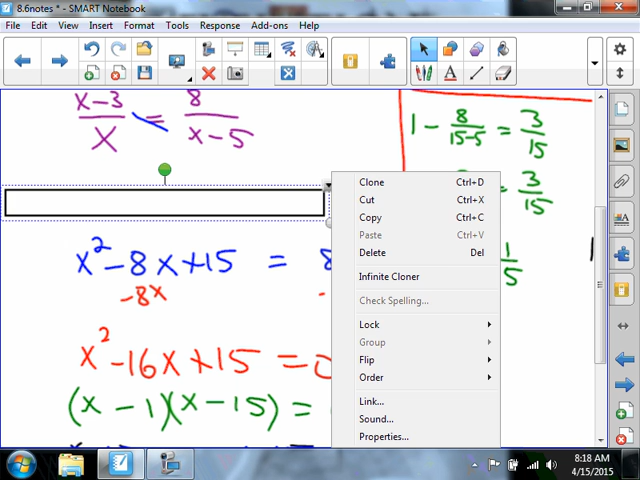 8.6notes * - SMART Notebook
File Edit View Insert Format Tools Response Add-ons Help
x-3 8
— = —
x x-5
1 - 8/(15-5) = 3/15
= 3/15
1
5
Clone Ctrl+D
Cut Ctrl+X
Copy Ctrl+C
Paste Ctrl+V
Delete Del
Infinite Cloner
Check Spelling...
Lock
Group
Flip
Order
Link...
Sound...
Properties...
x² - 8x + 15 = 8
-8x -
x² - 16x + 15 = 0
(x - 1)(x - 15) =
8:18 AM
4/15/2015